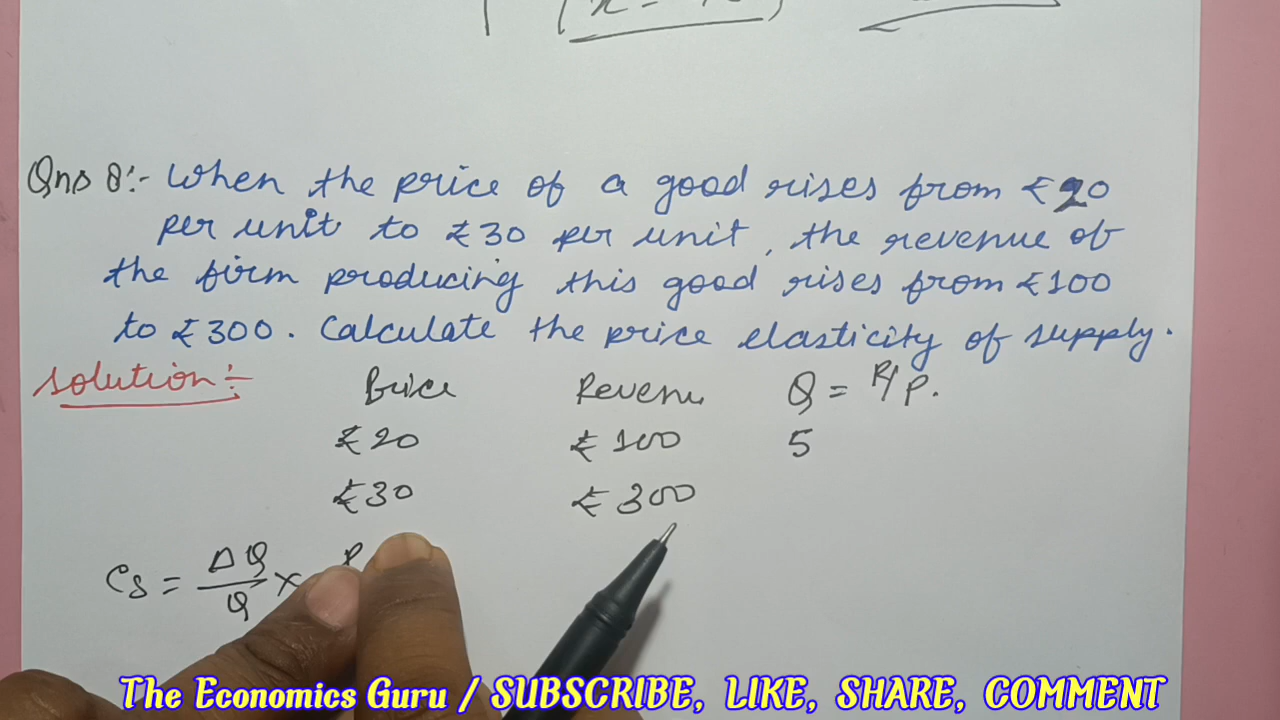 Qns 8:- When the price of a good rises from ₹20
per unit to ₹30 per unit, the revenue of
the firm producing this good rises from ₹100
to ₹300. Calculate the price elasticity of supply.
Solution:-
Price Revenue Q = R/P.
₹20 ₹100 5
₹30 ₹300
es = ΔQ/Q × P
The Economics Guru / SUBSCRIBE, LIKE, SHARE, COMMENT